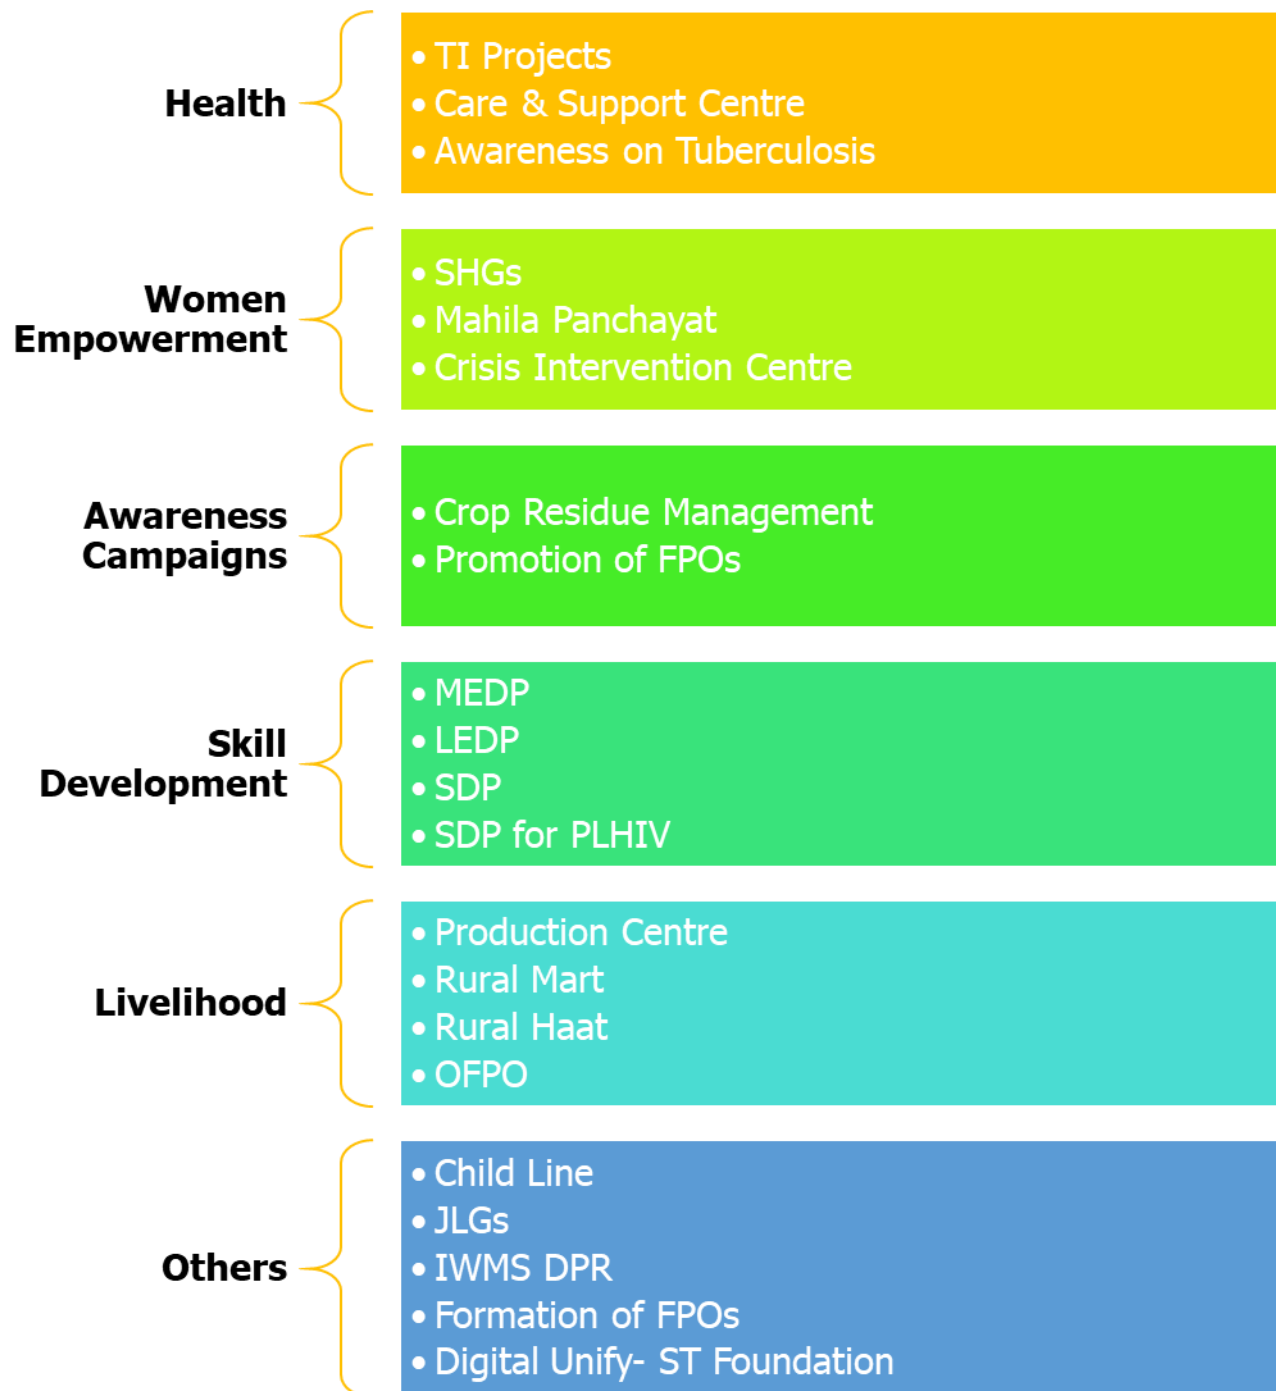 Health
• TI Projects
• Care & Support Centre
• Awareness on Tuberculosis
Women
Empowerment
• SHGs
• Mahila Panchayat
• Crisis Intervention Centre
Awareness
Campaigns
• Crop Residue Management
• Promotion of FPOs
Skill
Development
• MEDP
• LEDP
• SDP
• SDP for PLHIV
Livelihood
• Production Centre
• Rural Mart
• Rural Haat
• OFPO
Others
• Child Line
• JLGs
• IWMS DPR
• Formation of FPOs
• Digital Unify- ST Foundation